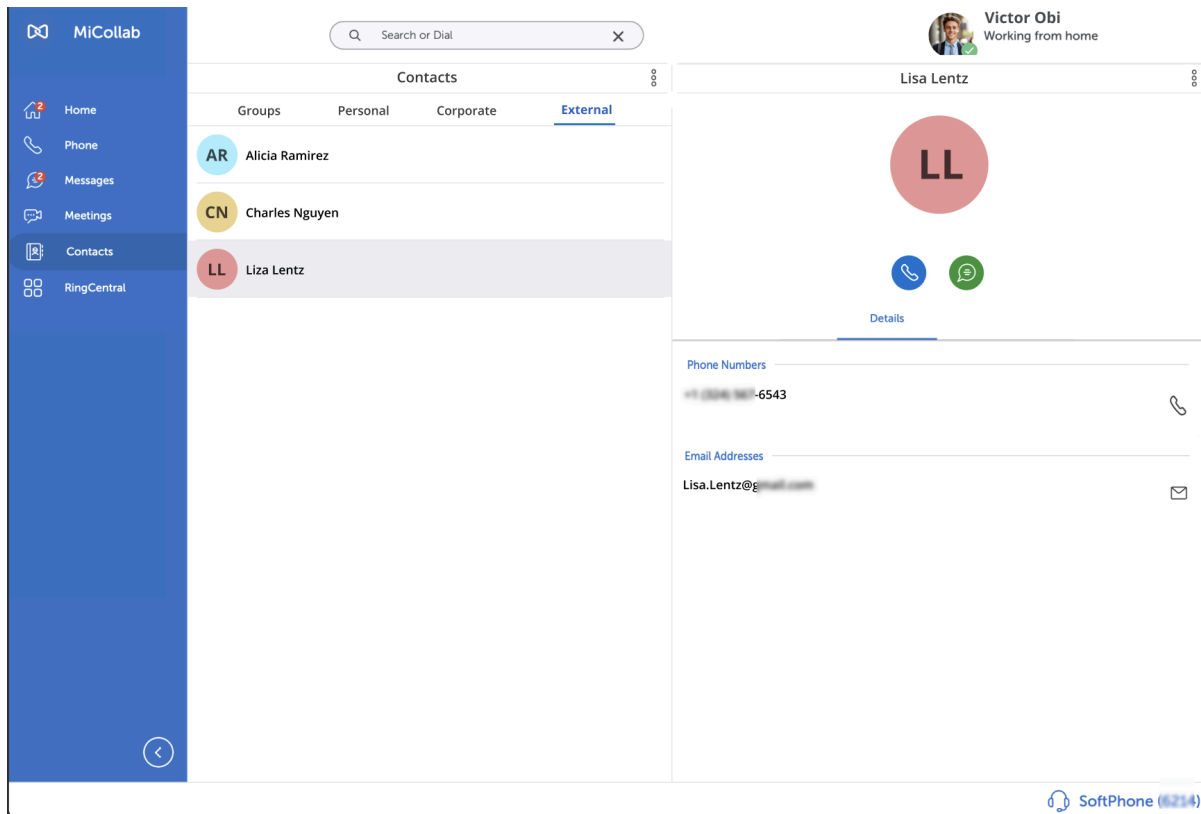 MiCollab
Search or Dial
Victor Obi
Working from home
Contacts
Lisa Lentz
2
Home
Phone
2
Messages
Meetings
Contacts
RingCentral
Groups Personal Corporate External
AR Alicia Ramirez
CN Charles Nguyen
LL Liza Lentz
LL
Details
Phone Numbers
-6543
Email Addresses
Lisa.Lentz@g
SoftPhone (